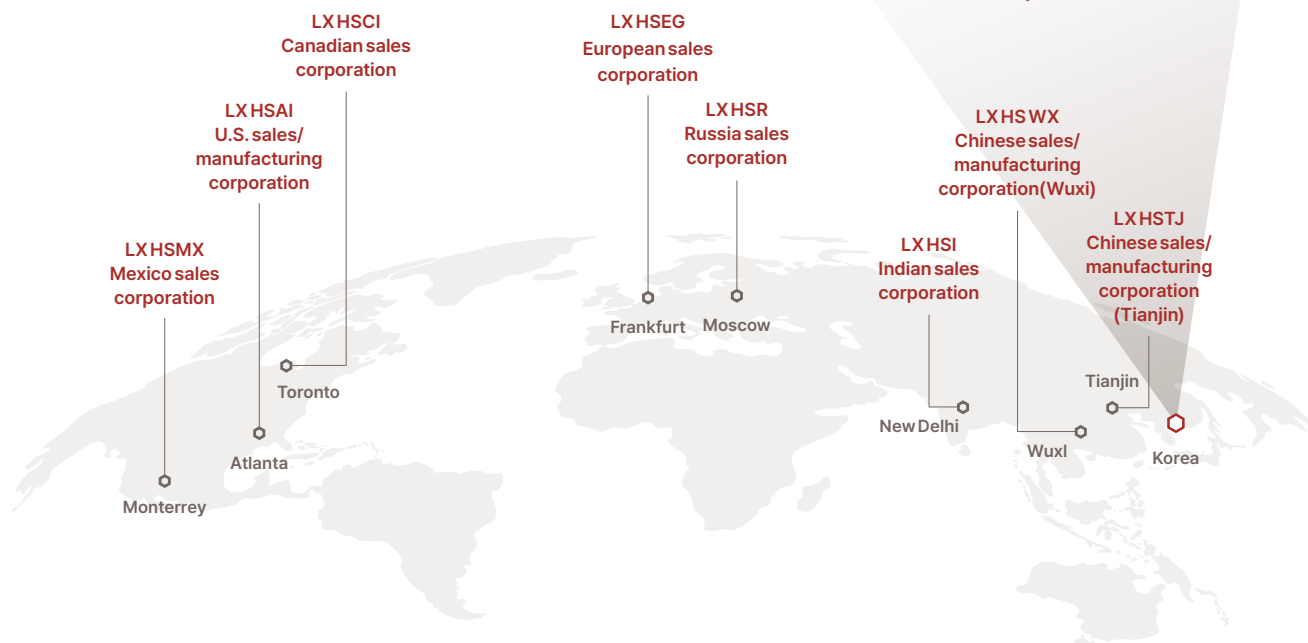 LX HSCI
Canadian sales
corporation
LX HSEG
European sales
corporation
LX HSAI
U.S. sales/
manufacturing
corporation
LX HSR
Russia sales
corporation
LX HS WX
Chinese sales/
manufacturing
corporation(Wuxi)
LX HSTJ
Chinese sales/
manufacturing
corporation
(Tianjin)
LX HSMX
Mexico sales
corporation
LX HSI
Indian sales
corporation
Frankfurt
Moscow
Toronto
Tianjin
New Delhi
WuxI
Korea
Atlanta
Monterrey